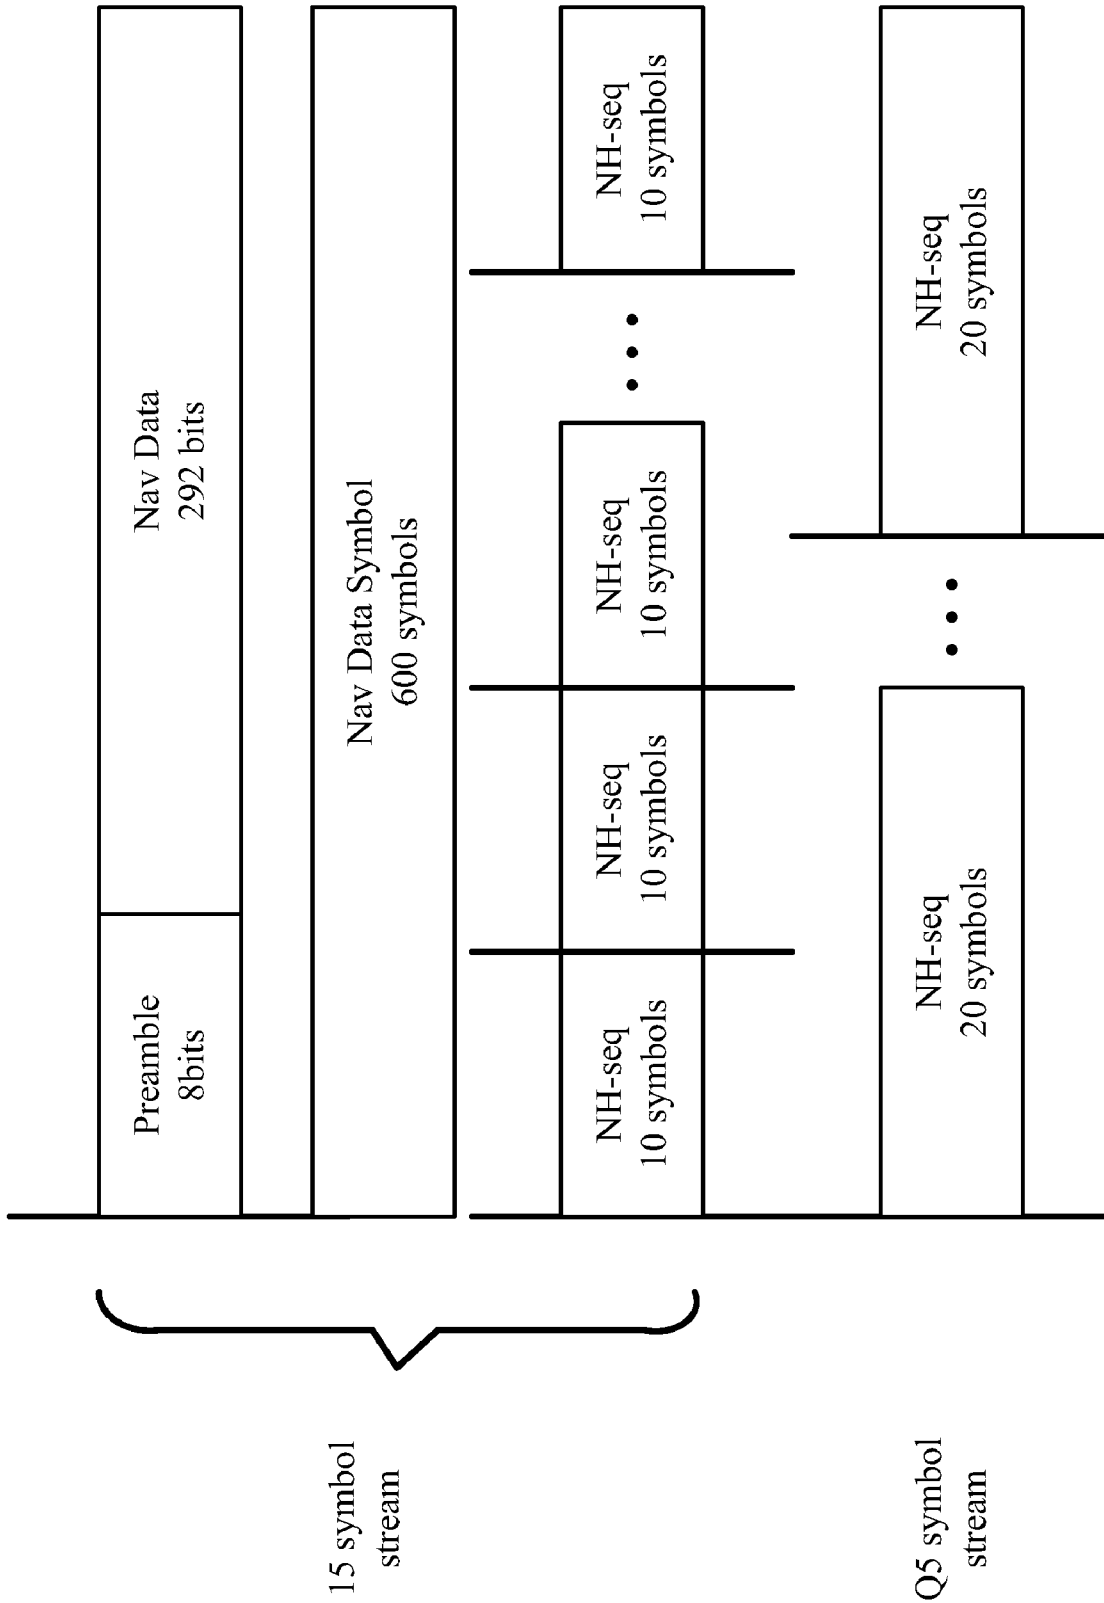 Preamble
8bits
Nav Data
292 bits
Nav Data Symbol
600 symbols
15 symbol
stream
NH-seq
10 symbols
NH-seq
10 symbols
NH-seq
10 symbols
NH-seq
10 symbols
Q5 symbol
stream
NH-seq
20 symbols
NH-seq
20 symbols